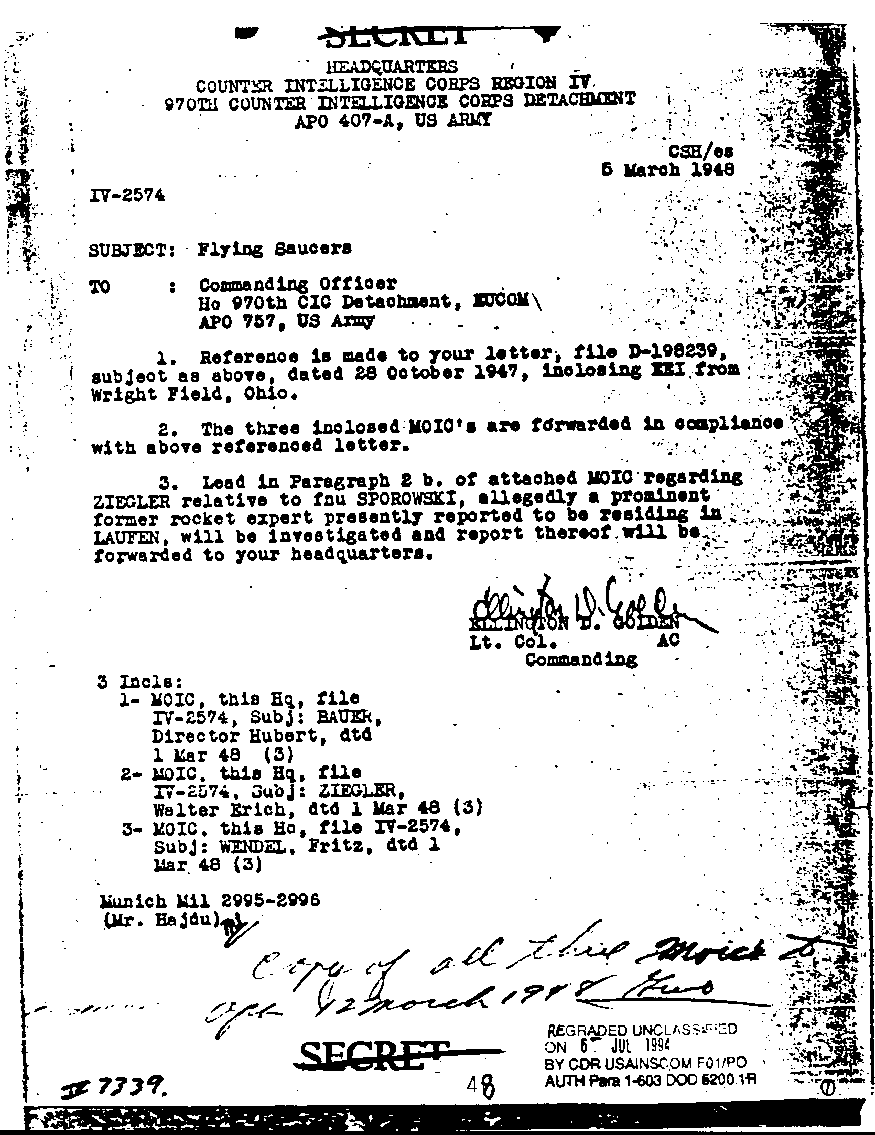 SECRET
HEADQUARTERS
COUNTER INTELLIGENCE CORPS REGION IV.
970TH COUNTER INTELLIGENCE CORPS DETACHMENT
APO 407-A, US ARMY
CSH/es
5 March 1948
IV-2574
SUBJECT: Flying Saucers
TO : Commanding Officer
Hq 970th CIC Detachment, EUCOM\
APO 757, US Army
1. Reference is made to your letter, file D-198239,
subject as above, dated 28 October 1947, inclosing EEI from
Wright Field, Ohio.
2. The three inclosed MOIC's are forwarded in compliance
with above referenced letter.
3. Lead in Paragraph 2 b. of attached MOIC regarding
ZIEGLER relative to fnu SPOROWSKI, allegedly a prominent
former rocket expert presently reported to be residing in
LAUFEN, will be investigated and report thereof will be
forwarded to your headquarters.
Ellington D. Golden
ELLINGTON D. GOLDEN
Lt. Col. AC
Commanding
3 Incls:
1- MOIC, this Hq, file
IV-2574, Subj: BAUER,
Director Hubert, dtd
1 Mar 48 (3)
2- MOIC, this Hq, file
IV-2574, Subj: ZIEGLER,
Walter Erich, dtd 1 Mar 48 (3)
3- MOIC, this Hq, file IV-2574,
Subj: WENDEL, Fritz, dtd 1
Mar 48 (3)
Munich Mil 2995-2996
(Mr. Hajdu)
Copy of all three Moics to
12 March 1948
REGRADED UNCLASSIFIED
ON 6 JUL 1994
BY CDR USAINSCOM F01/PO
AUTH Para 1-603 DOD 5200.1R
SECRET
48
7339.